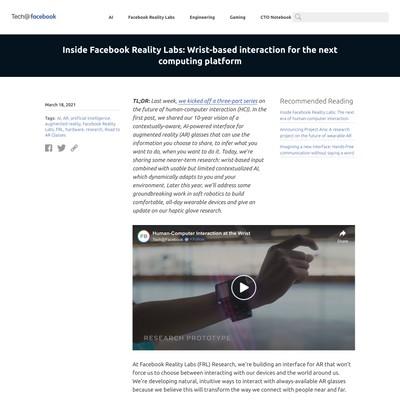 Tech@facebook
AI Facebook Reality Labs Engineering Gaming CTO Notebook Search
Inside Facebook Reality Labs: Wrist-based interaction for the next
computing platform
March 18, 2021
Tags: AI, AR, artificial intelligence,
augmented reality, Facebook Reality
Labs, FRL, hardware, research, Road to
AR Glasses
TL;DR: Last week, we kicked off a three-part series on
the future of human-computer interaction (HCI). In the
first post, we shared our 10-year vision of a
contextually-aware, AI-powered interface for
augmented reality (AR) glasses that can use the
information you choose to share, to infer what you
want to do, when you want to do it. Today, we're
sharing some nearer-term research: wrist-based input
combined with usable but limited contextualized AI,
which dynamically adapts to you and your
environment. Later this year, we'll address some
groundbreaking work in soft robotics to build
comfortable, all-day wearable devices and give an
update on our haptic glove research.
Recommended Reading
Inside Facebook Reality Labs: The next
era of human-computer interaction
Announcing Project Aria: A research
project on the future of wearable AR
Imagining a new interface: Hands-free
communication without saying a word
FB
Human-Computer Interaction at the Wrist
Tech@Facebook
Follow
Share
RESEARCH PROTOTYPE
At Facebook Reality Labs (FRL) Research, we're building an interface for AR that won't
force us to choose between interacting with our devices and the world around us.
We're developing natural, intuitive ways to interact with always-available AR glasses
because we believe this will transform the way we connect with people near and far.